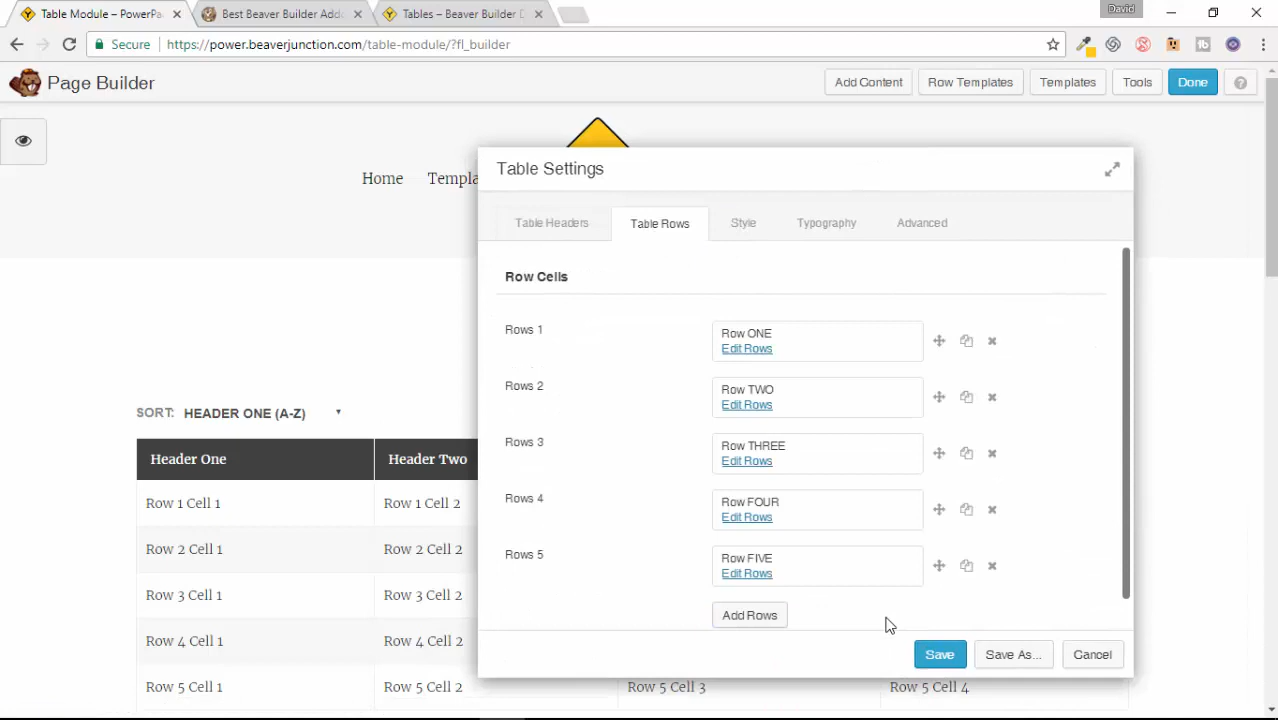 Table Module – PowerPa
Best Beaver Builder Addo
Tables – Beaver Builder D
David
Secure
https://power.beaverjunction.com/table-module/?fl_builder
Page Builder
Add Content
Row Templates
Templates
Tools
Done
?
Home
Templa
Table Settings
Table Headers
Table Rows
Style
Typography
Advanced
Row Cells
Rows 1
Row ONE
Edit Rows
Rows 2
Row TWO
Edit Rows
Rows 3
Row THREE
Edit Rows
Rows 4
Row FOUR
Edit Rows
Rows 5
Row FIVE
Edit Rows
Add Rows
Save
Save As...
Cancel
SORT: HEADER ONE (A-Z)
Header One
Header Two
Row 1 Cell 1
Row 1 Cell 2
Row 2 Cell 1
Row 2 Cell 2
Row 3 Cell 1
Row 3 Cell 2
Row 4 Cell 1
Row 4 Cell 2
Row 5 Cell 1
Row 5 Cell 2
Row 5 Cell 3
Row 5 Cell 4